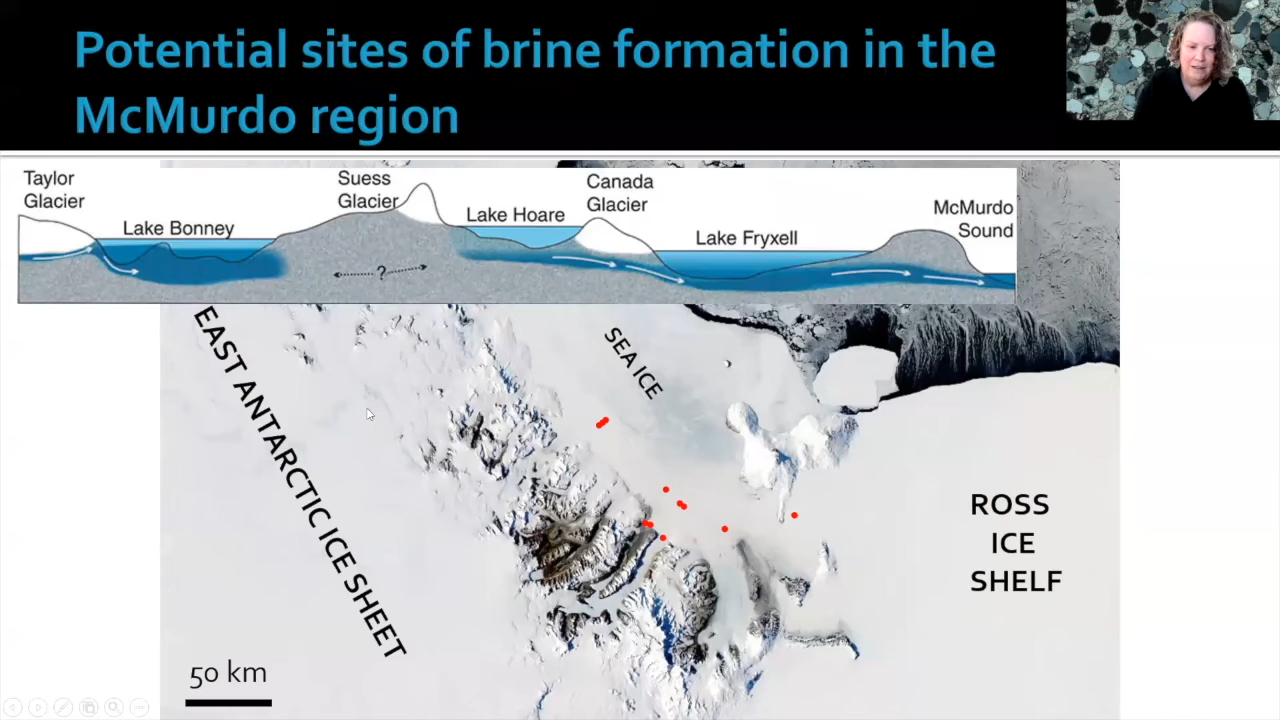 Potential sites of brine formation in the
McMurdo region
Taylor
Glacier
Suess
Glacier
Canada
Glacier
Lake Hoare
McMurdo
Sound
Lake Bonney
Lake Fryxell
?
SEA ICE
EAST ANTARCTIC ICE SHEET
ROSS
ICE
SHELF
50 km